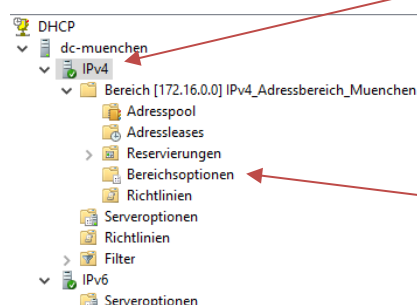 DHCP
dc-muenchen
IPv4
Bereich [172.16.0.0] IPv4_Adressbereich_Muenchen
Adresspool
Adressleases
Reservierungen
Bereichsoptionen
Richtlinien
Serveroptionen
Richtlinien
Filter
IPv6
Serveroptionen